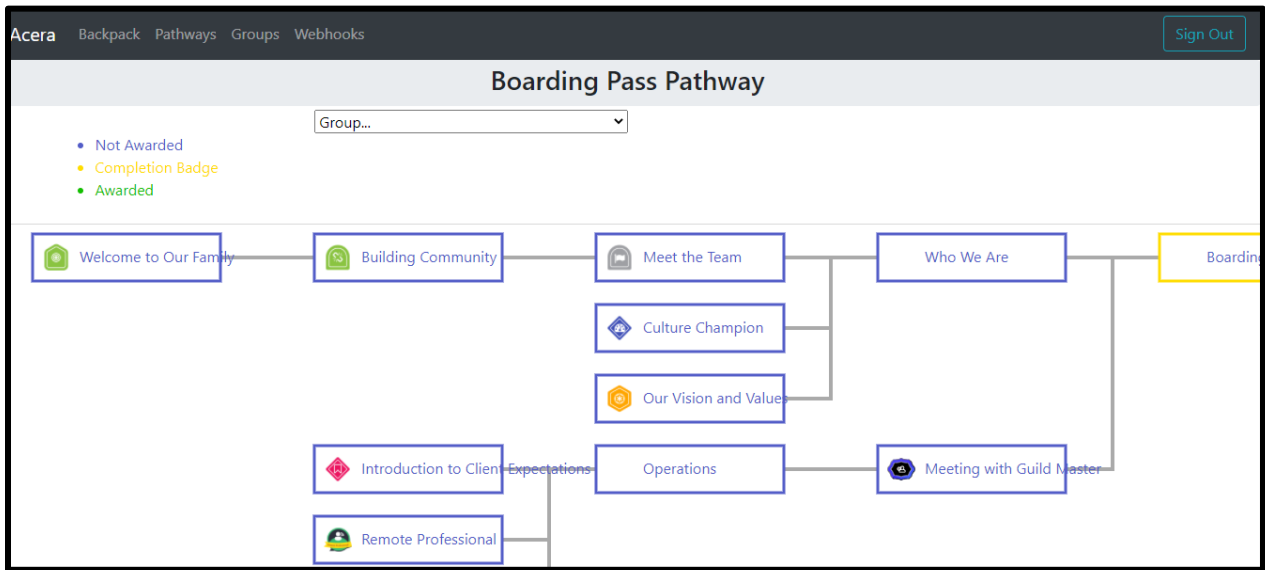 Acera Backpack Pathways Groups Webhooks Sign Out
Boarding Pass Pathway
Group...
Not Awarded
Completion Badge
Awarded
Welcome to Our Family
Building Community
Meet the Team
Who We Are
Boarding
Culture Champion
Our Vision and Values
Introduction to Client Expectations
Operations
Meeting with Guild Master
Remote Professional